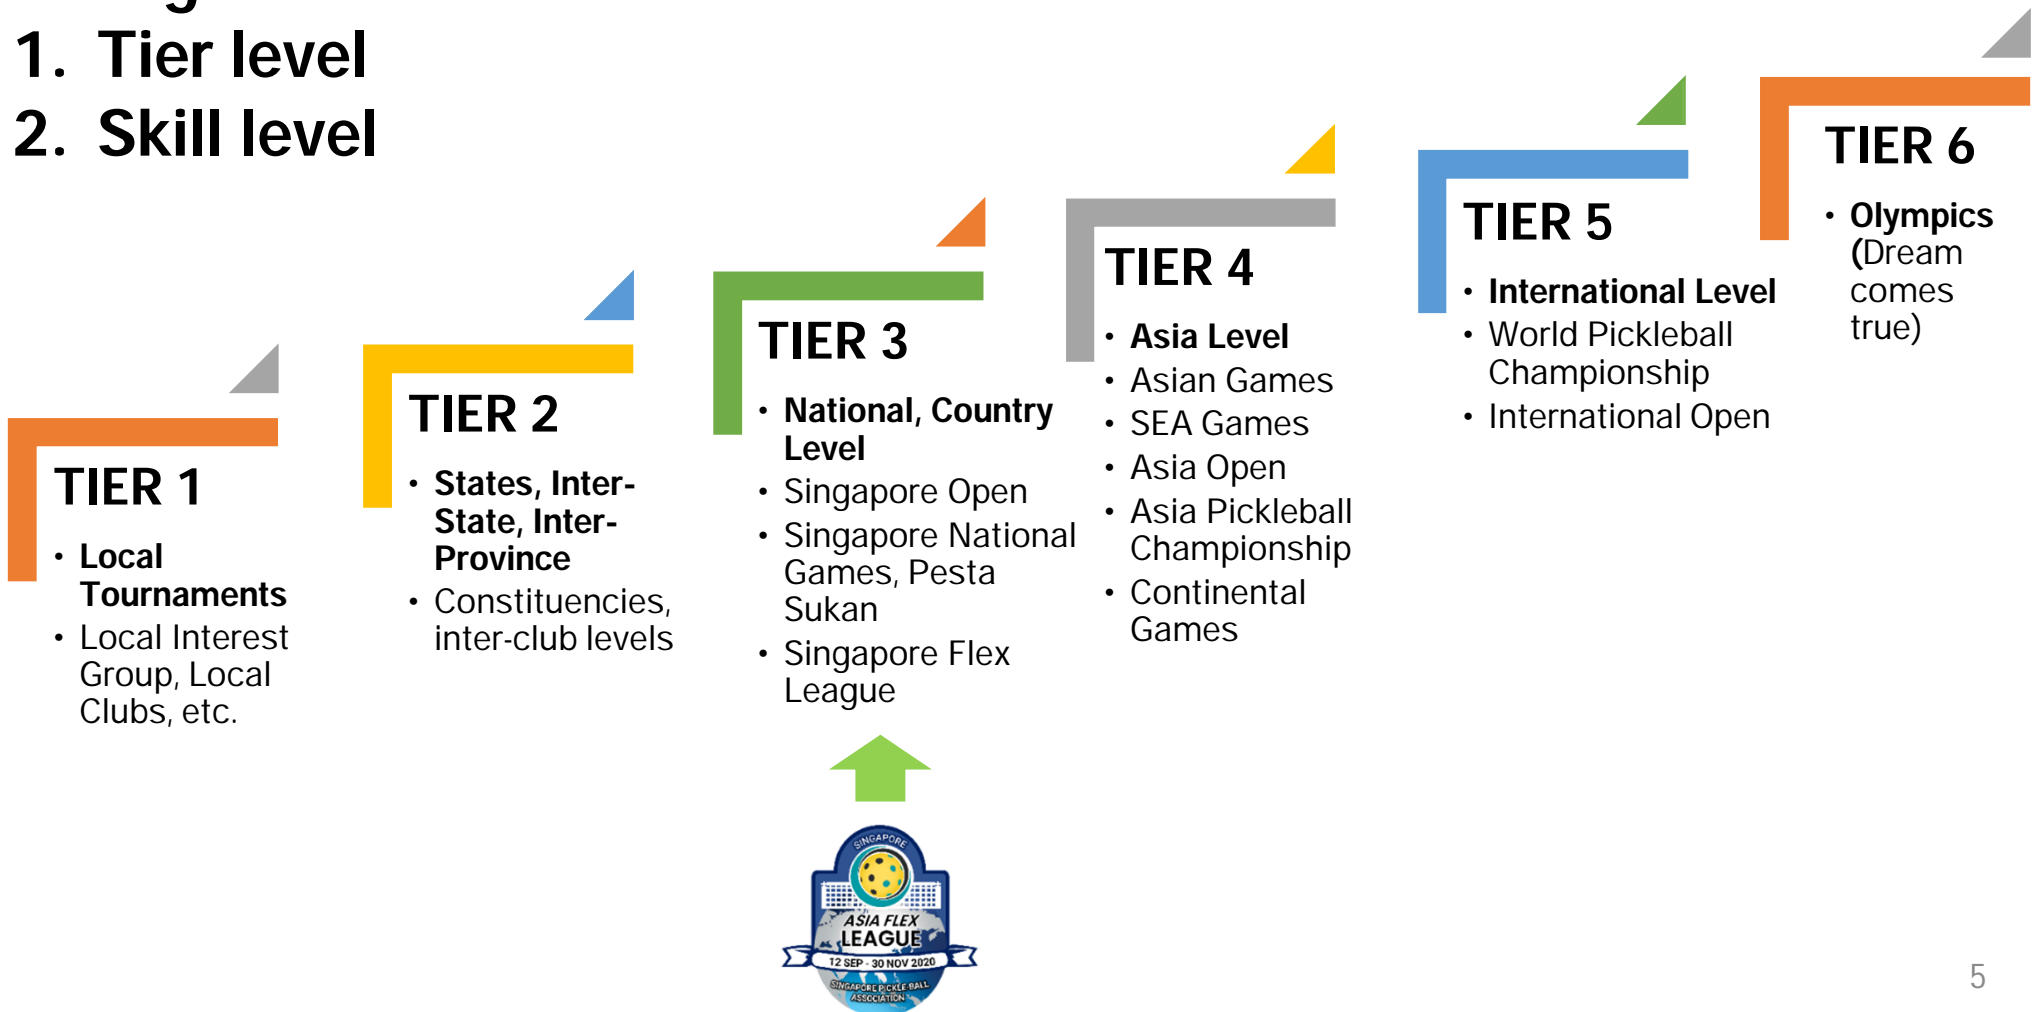 1. Tier level
2. Skill level
TIER 1
• Local
Tournaments
• Local Interest
Group, Local
Clubs, etc.
TIER 2
• States, Inter-
State, Inter-
Province
• Constituencies,
inter-club levels
TIER 3
• National, Country
Level
• Singapore Open
• Singapore National
Games, Pesta
Sukan
• Singapore Flex
League
TIER 4
• Asia Level
• Asian Games
• SEA Games
• Asia Open
• Asia Pickleball
Championship
• Continental
Games
TIER 5
• International Level
• World Pickleball
Championship
• International Open
TIER 6
• Olympics
(Dream
comes
true)
SINGAPORE
ASIA FLEX
LEAGUE
12 SEP - 30 NOV 2020
SINGAPORE PICKLE-BALL
ASSOCIATION
5